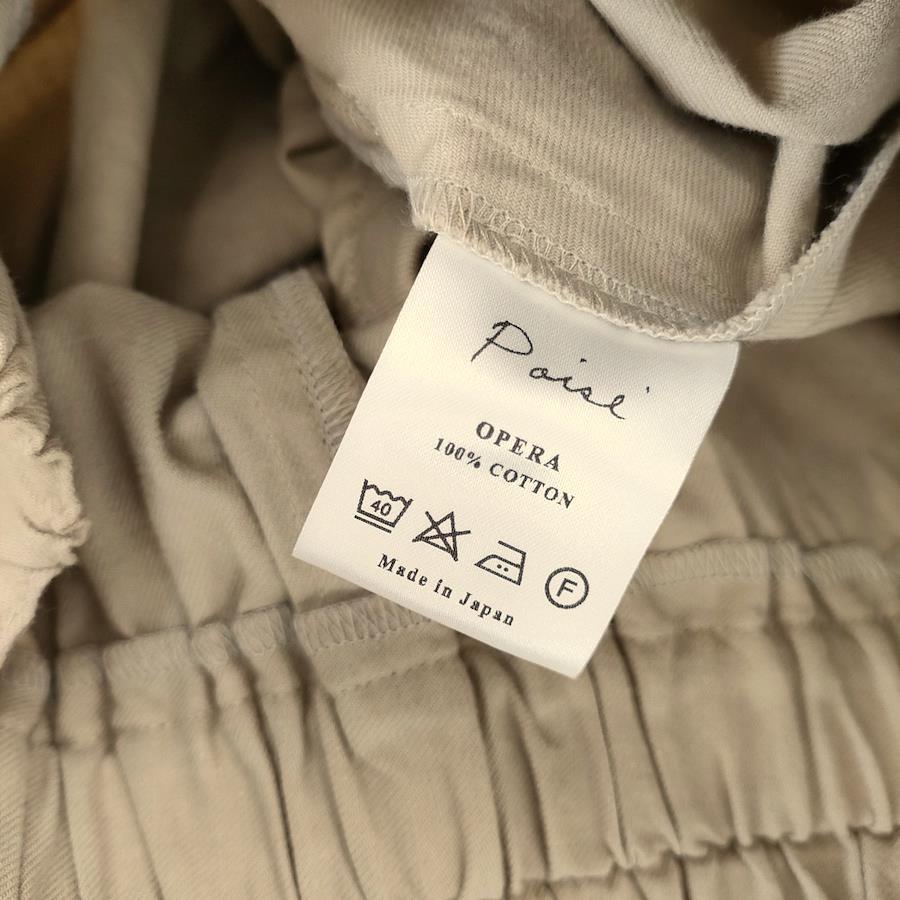 Poisé
OPERA
100% COTTON
40
F
Made in Japan